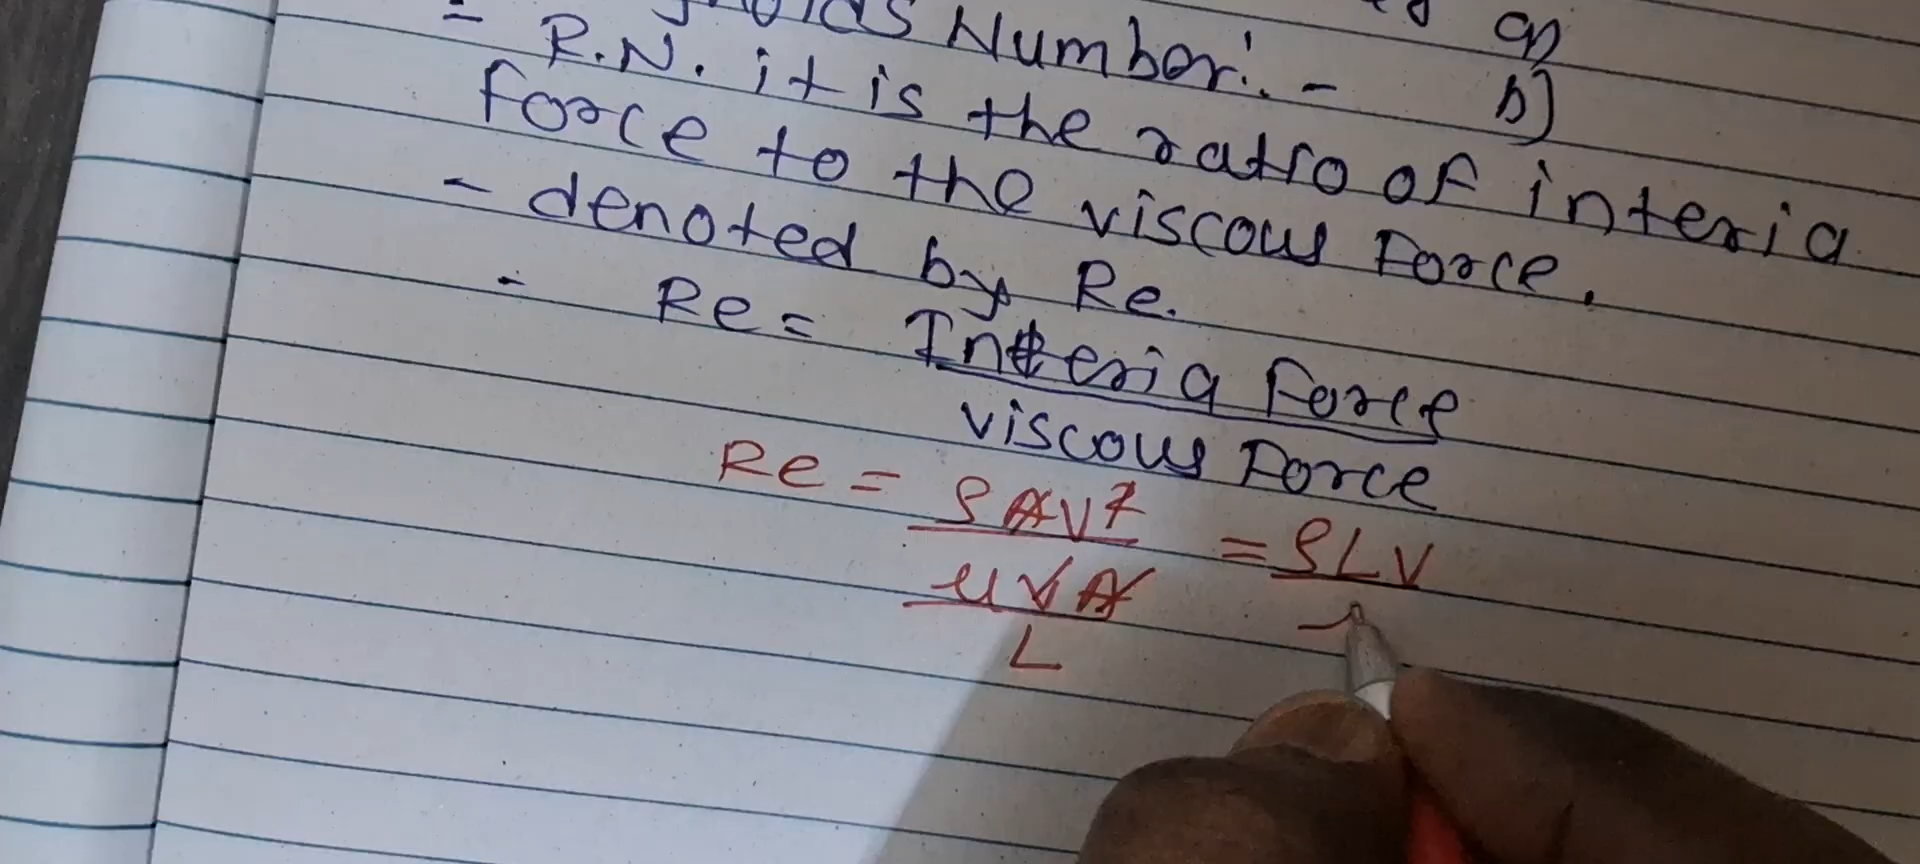 Number:-
a)
= R.N. it is the ratio of interia
b)
force to the viscous Force.
- denoted by Re.
- Re = Interia Force
viscous Force
Re = ρAV² = ρLV
μVA
L